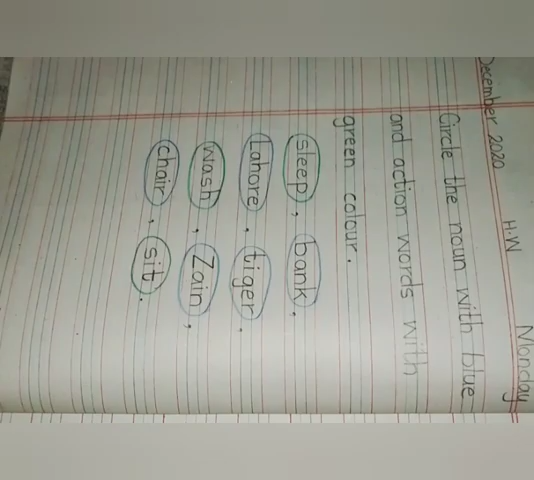 Monday
December 2020 H.W
Circle the noun with blue
and action words with
green colour.
sleep, bank,
Lahore, tiger,
wash, Zain,
chair, sit.